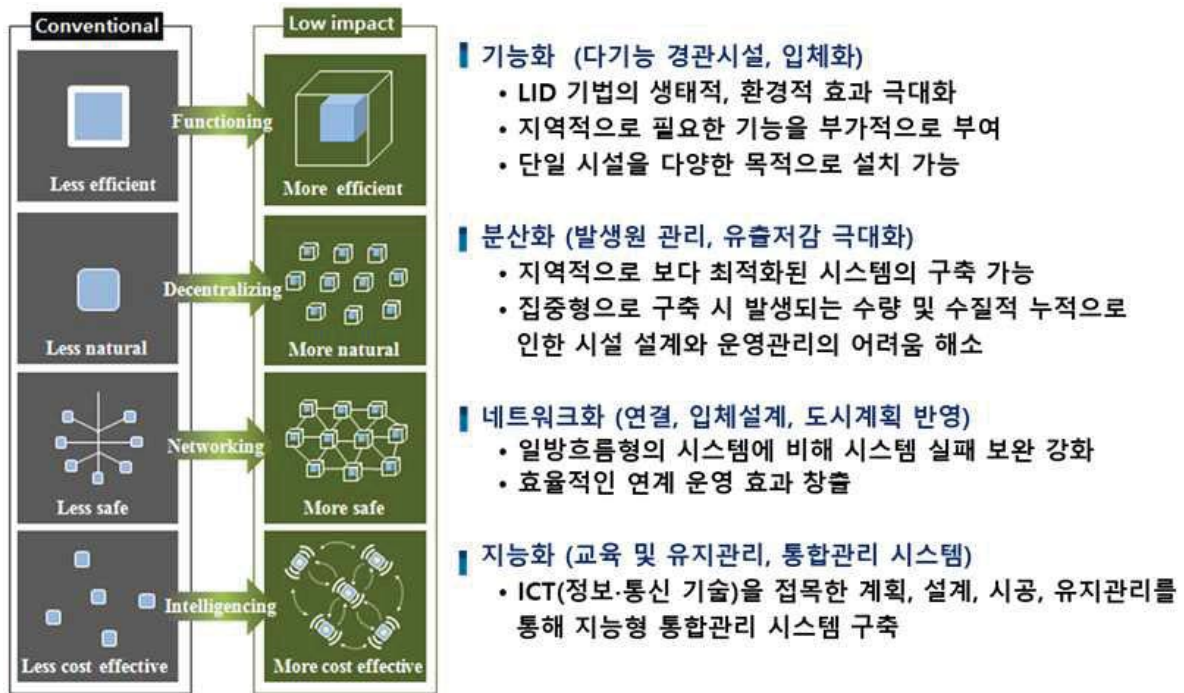 Conventional
Low impact
Functioning
Less efficient
More efficient
Decentralizing
Less natural
More natural
Networking
Less safe
More safe
Intelligencing
Less cost effective
More cost effective
기능화 (다기능 경관시설, 입체화)
• LID 기법의 생태적, 환경적 효과 극대화
• 지역적으로 필요한 기능을 부가적으로 부여
• 단일 시설을 다양한 목적으로 설치 가능
분산화 (발생원 관리, 유출저감 극대화)
• 지역적으로 보다 최적화된 시스템의 구축 가능
• 집중형으로 구축 시 발생되는 수량 및 수질적 누적으로
인한 시설 설계와 운영관리의 어려움 해소
네트워크화 (연결, 입체설계, 도시계획 반영)
• 일방흐름형의 시스템에 비해 시스템 실패 보완 강화
• 효율적인 연계 운영 효과 창출
지능화 (교육 및 유지관리, 통합관리 시스템)
• ICT(정보·통신 기술)을 접목한 계획, 설계, 시공, 유지관리를
통해 지능형 통합관리 시스템 구축